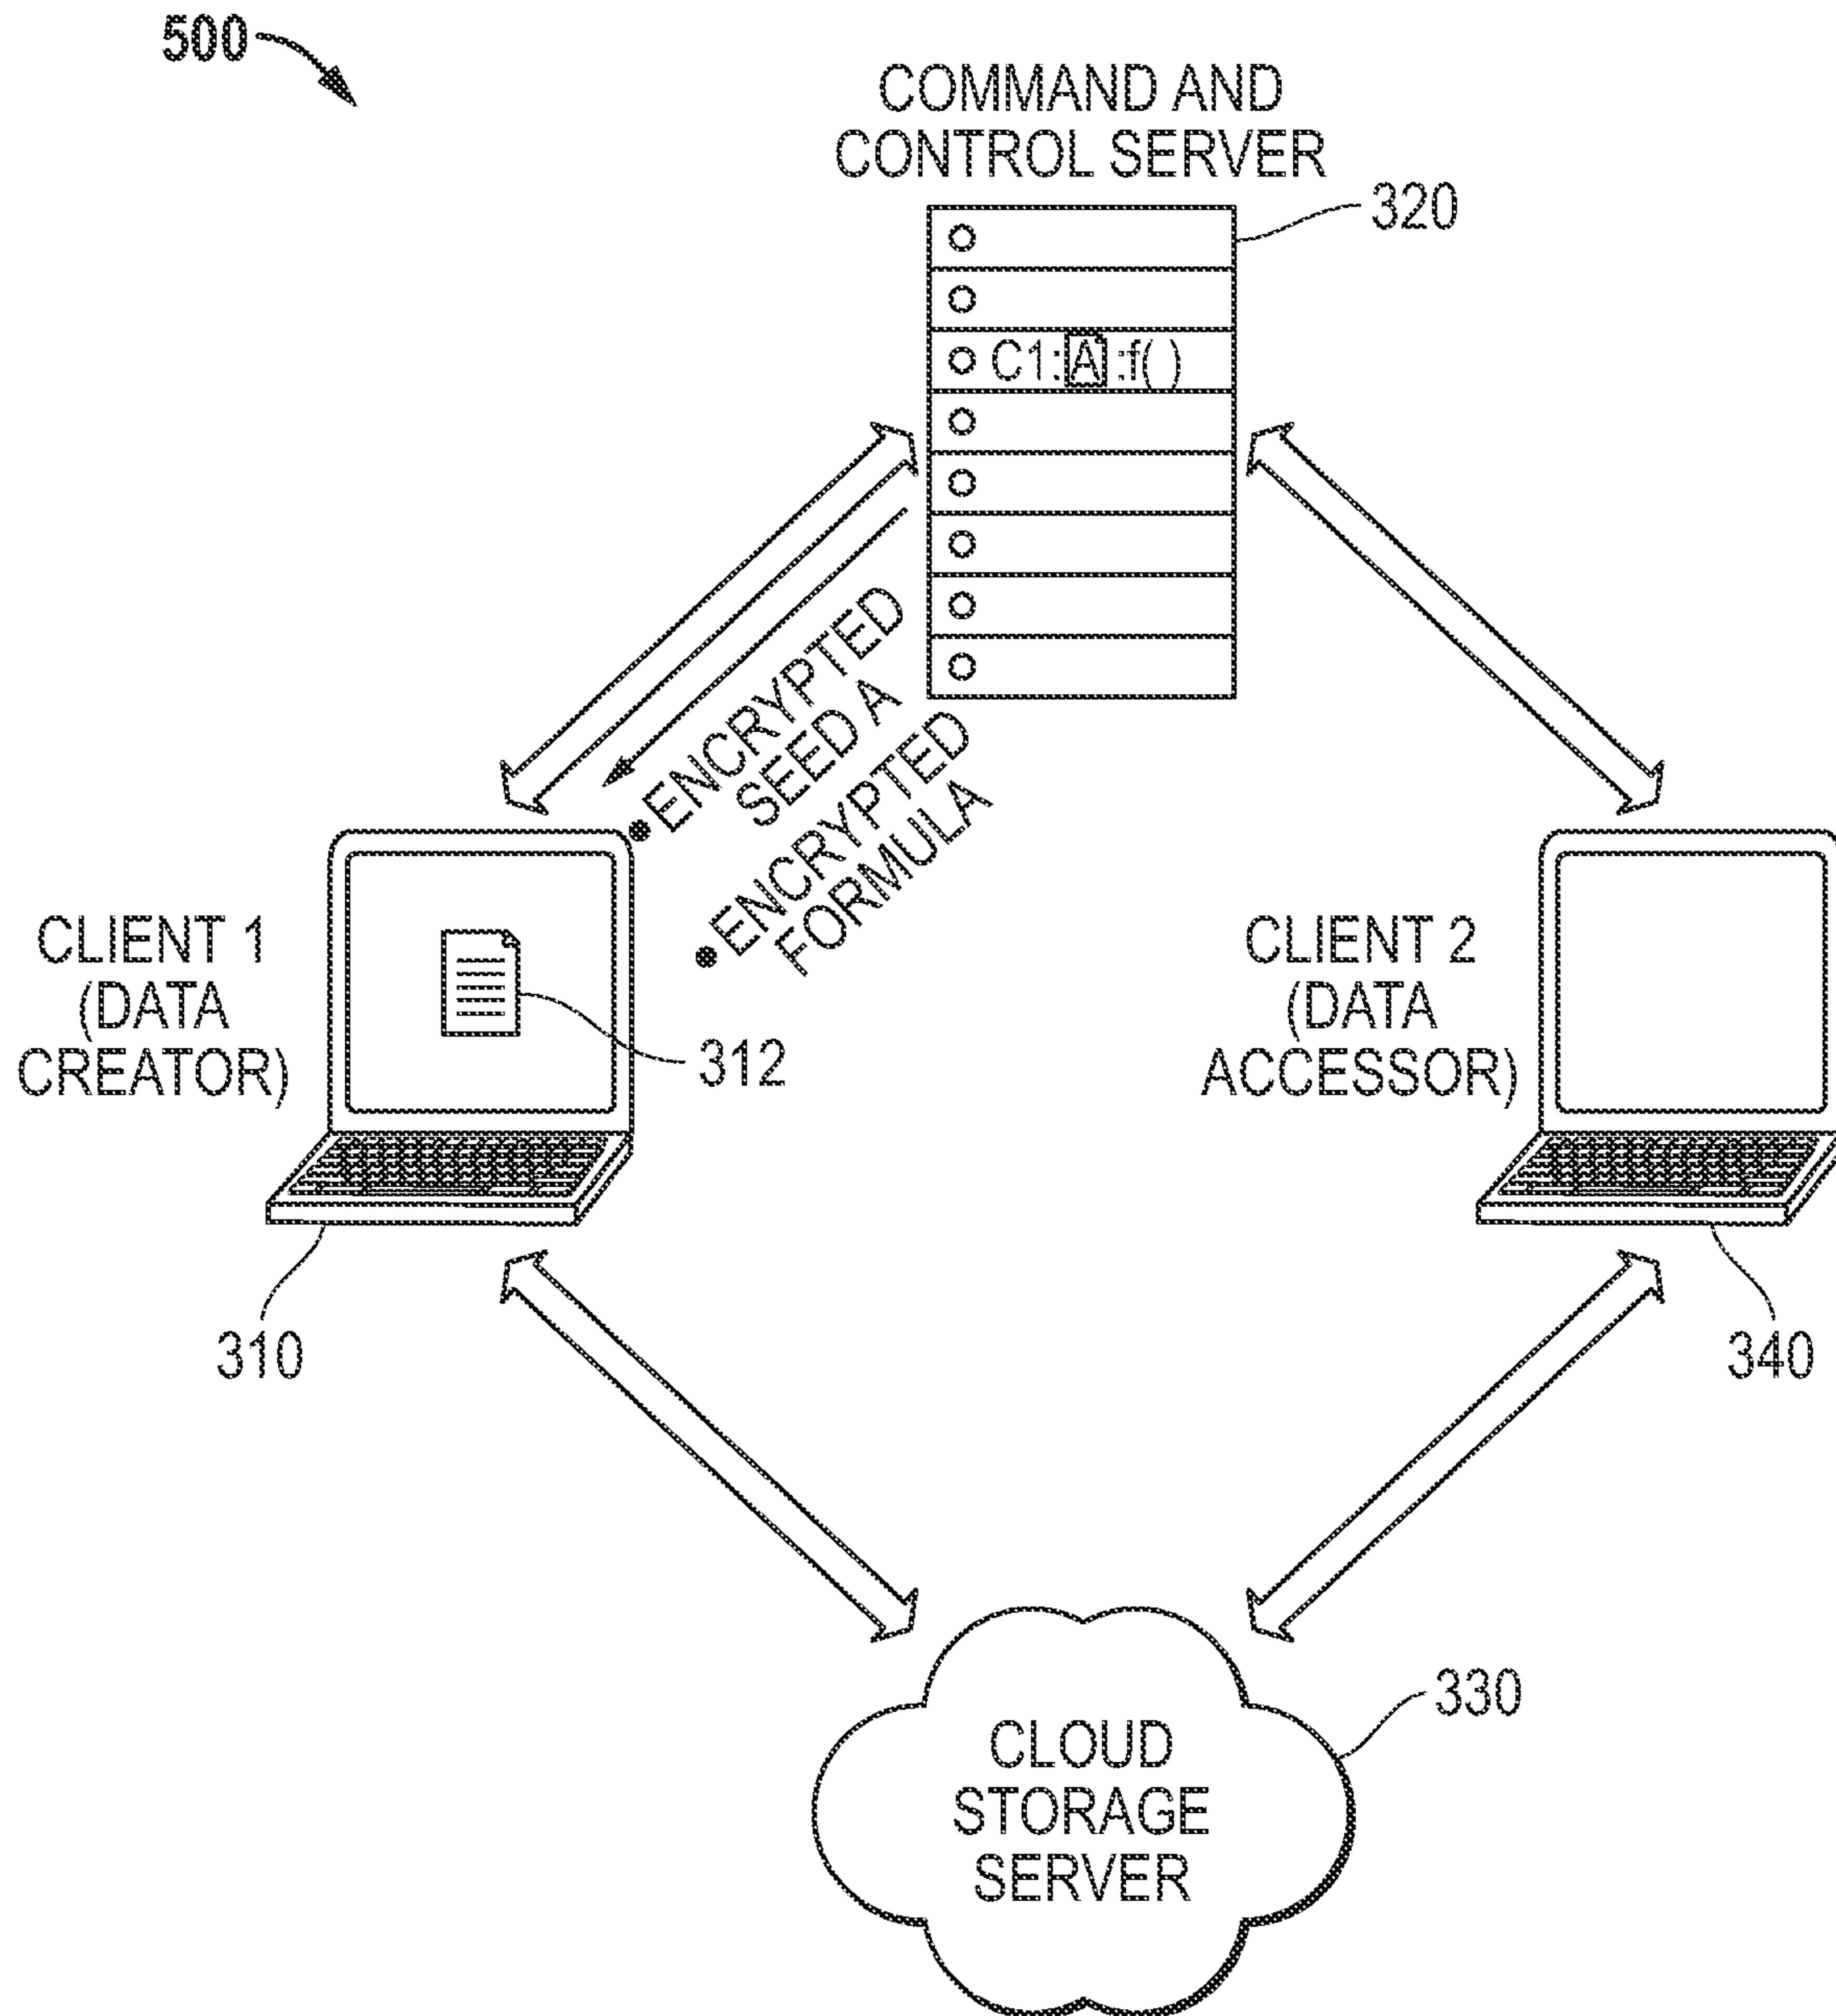 500
COMMAND AND
CONTROL SERVER
320
C1: A :f( )
• ENCRYPTED
SEED A
• ENCRYPTED
FORMULA
CLIENT 1
(DATA
CREATOR)
312
310
CLIENT 2
(DATA
ACCESSOR)
340
330
CLOUD
STORAGE
SERVER